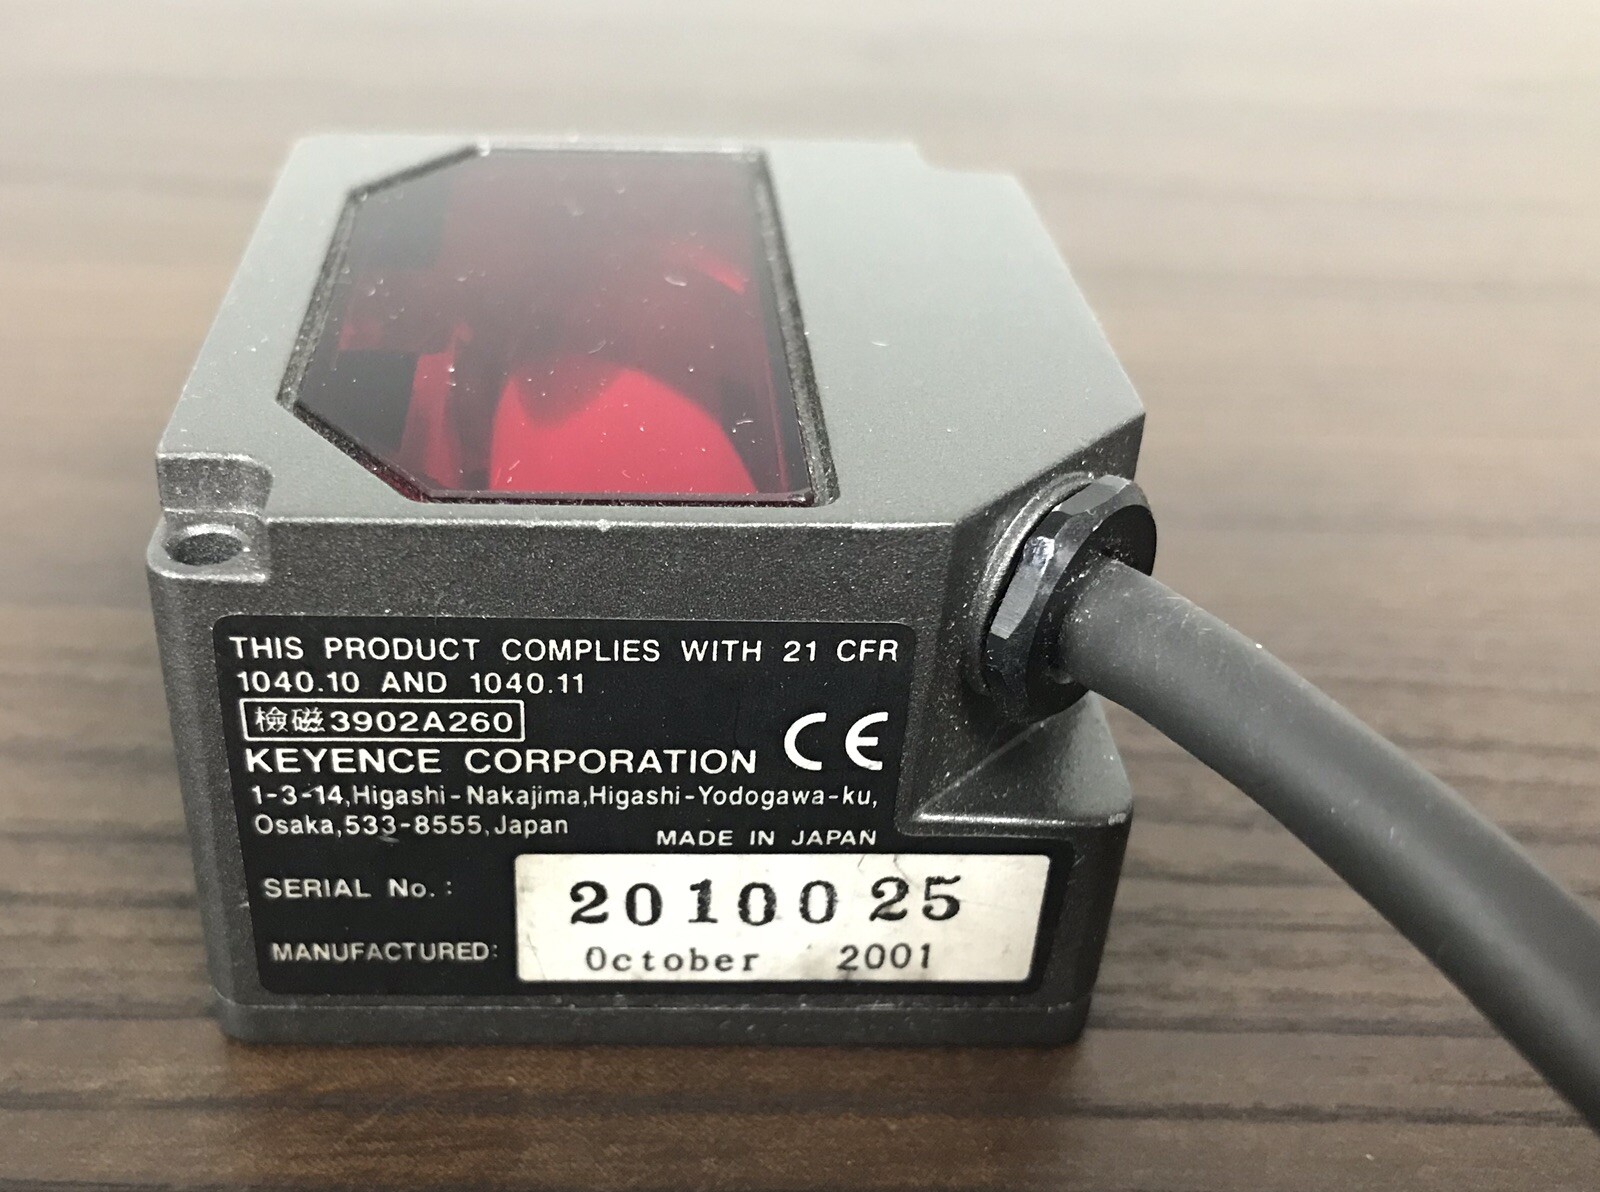 THIS PRODUCT COMPLIES WITH 21 CFR
1040.10 AND 1040.11
檢磁3902A260
KEYENCE CORPORATION CE
1-3-14,Higashi-Nakajima,Higashi-Yodogawa-ku,
Osaka,533-8555,Japan
MADE IN JAPAN
SERIAL No.: 2010025
MANUFACTURED: October 2001